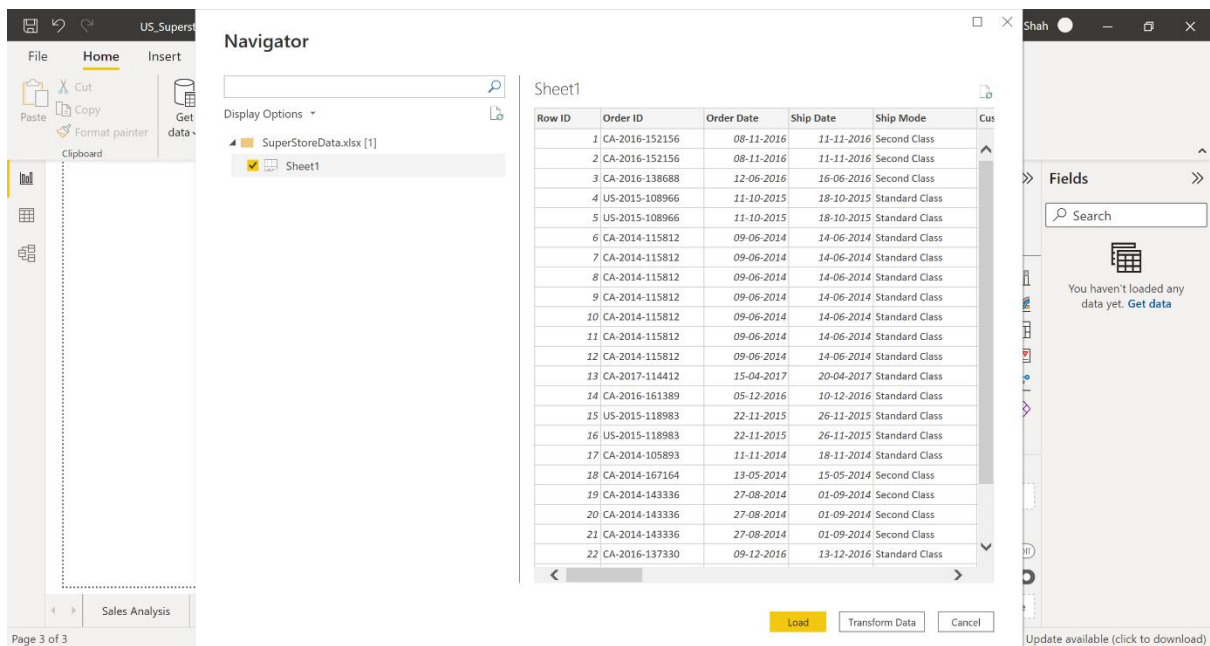 US_Superst
Shah
File Home Insert
Paste
Cut
Copy
Format painter
Get
data
Clipboard
Navigator
Display Options
SuperStoreData.xlsx [1]
Sheet1
Sheet1
Row ID Order ID Order Date Ship Date Ship Mode Cus
1 CA-2016-152156 08-11-2016 11-11-2016 Second Class
2 CA-2016-152156 08-11-2016 11-11-2016 Second Class
3 CA-2016-138688 12-06-2016 16-06-2016 Second Class
4 US-2015-108966 11-10-2015 18-10-2015 Standard Class
5 US-2015-108966 11-10-2015 18-10-2015 Standard Class
6 CA-2014-115812 09-06-2014 14-06-2014 Standard Class
7 CA-2014-115812 09-06-2014 14-06-2014 Standard Class
8 CA-2014-115812 09-06-2014 14-06-2014 Standard Class
9 CA-2014-115812 09-06-2014 14-06-2014 Standard Class
10 CA-2014-115812 09-06-2014 14-06-2014 Standard Class
11 CA-2014-115812 09-06-2014 14-06-2014 Standard Class
12 CA-2014-115812 09-06-2014 14-06-2014 Standard Class
13 CA-2017-114412 15-04-2017 20-04-2017 Standard Class
14 CA-2016-161389 05-12-2016 10-12-2016 Standard Class
15 US-2015-118983 22-11-2015 26-11-2015 Standard Class
16 US-2015-118983 22-11-2015 26-11-2015 Standard Class
17 CA-2014-105893 11-11-2014 18-11-2014 Standard Class
18 CA-2014-167164 13-05-2014 15-05-2014 Second Class
19 CA-2014-143336 27-08-2014 01-09-2014 Second Class
20 CA-2014-143336 27-08-2014 01-09-2014 Second Class
21 CA-2014-143336 27-08-2014 01-09-2014 Second Class
22 CA-2016-137330 09-12-2016 13-12-2016 Standard Class
Load Transform Data Cancel
Fields
Search
You haven't loaded any
data yet. Get data
Sales Analysis
Page 3 of 3
Update available (click to download)